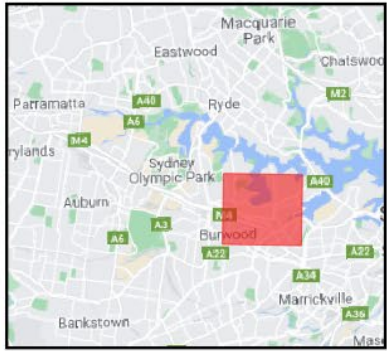 Macquarie
Park
Eastwood
Chatswoo
M2
Parramatta
A40
Ryde
A6
M4
rylands
Sydney
Olympic Park
A40
Auburn
M4
A3
A6
Burwood
A22
A22
A34
Marrickville
A36
Bankstown
Mas